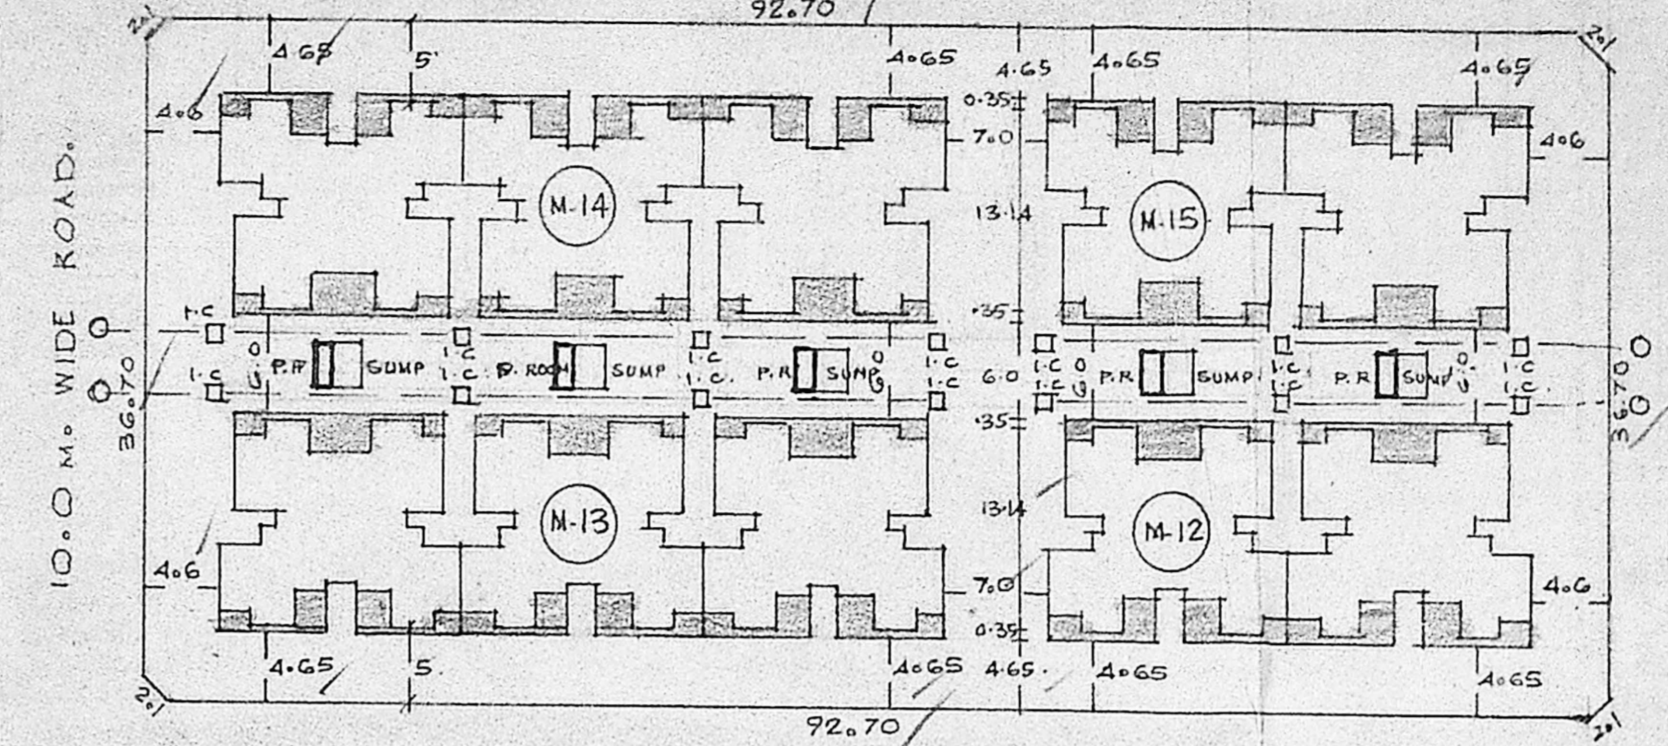 92.70
2.1 4.65 5 4.65 4.65 4.65 4.65 2.1
4.6 0.35 7.0 4.6
M-14 13.14 M-15
10.0 M. WIDE ROAD.
.35
I.C I.C I.C I.C I.C I.C
36.70 P.R SUMP P. ROOM SUMP P.R SUMP 6.0 P.R SUMP P.R SUMP 36.70
I.C I.C I.C I.C I.C I.C I.C
.35
M-13 13.14 M-12
4.6 7.0 4.6
0.35
4.65 5. 4.65 4.65. 4.65 4.65
2.1 92.70 2.1